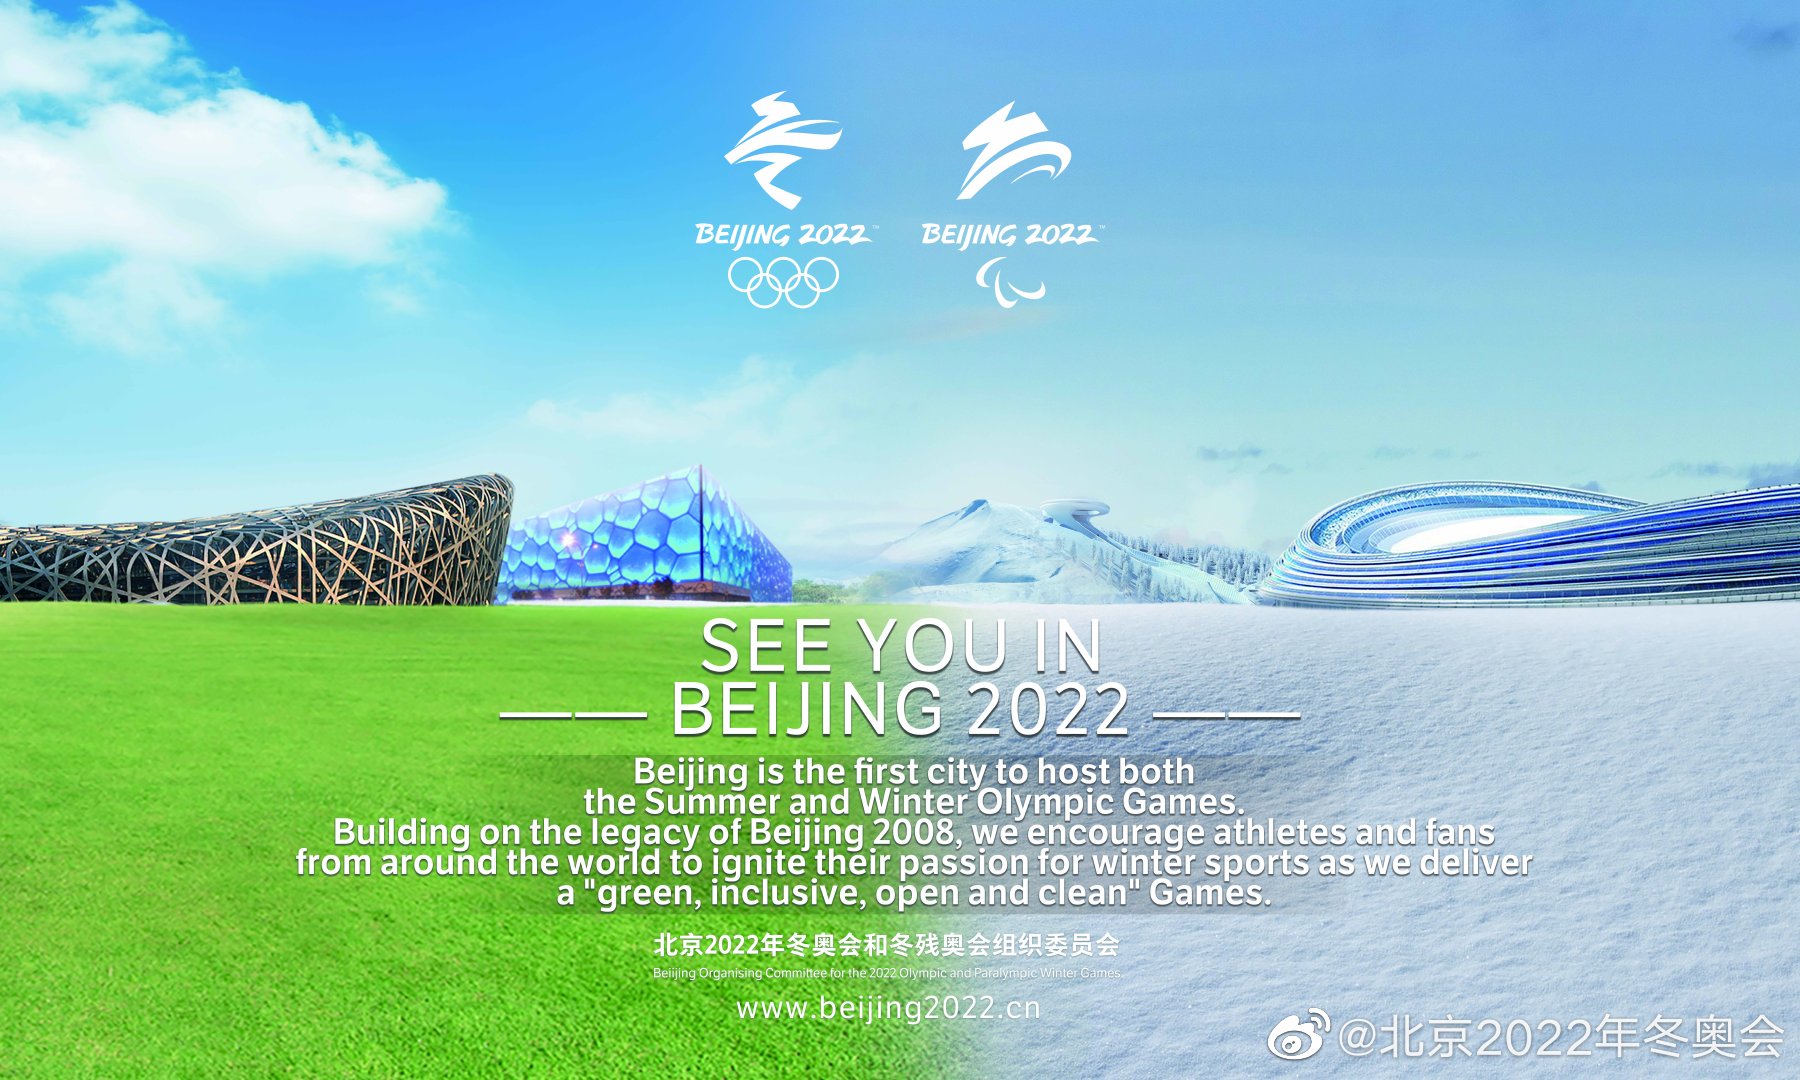 BEIJING 2022™
BEIJING 2022™
SEE YOU IN
—— BEIJING 2022 ——
Beijing is the first city to host both
the Summer and Winter Olympic Games.
Building on the legacy of Beijing 2008, we encourage athletes and fans
from around the world to ignite their passion for winter sports as we deliver
a "green, inclusive, open and clean" Games.
北京2022年冬奥会和冬残奥会组织委员会
Beiijing Organising Committee for the 2022 Olympic and Paralympic Winter Games
www.beijing2022.cn
@北京2022年冬奥会